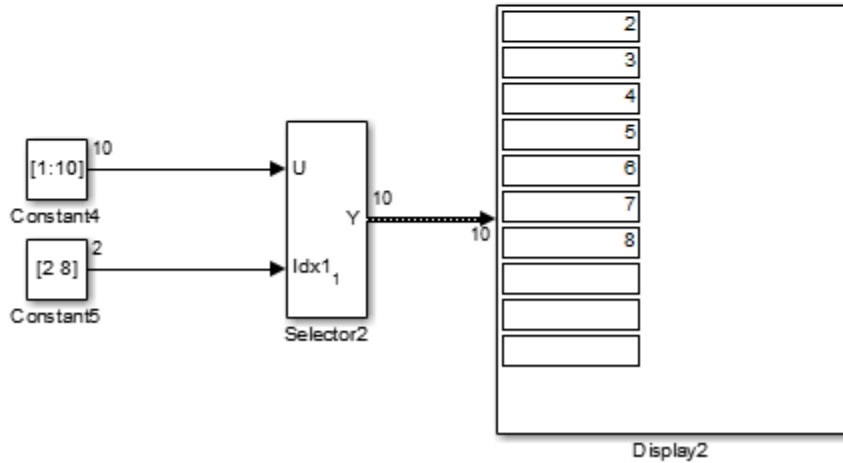 [1:10]
10
Constant4
[2 8]
2
Constant5
U
Idx1
1
Y
Selector2
10
10
2
3
4
5
6
7
8
Display2